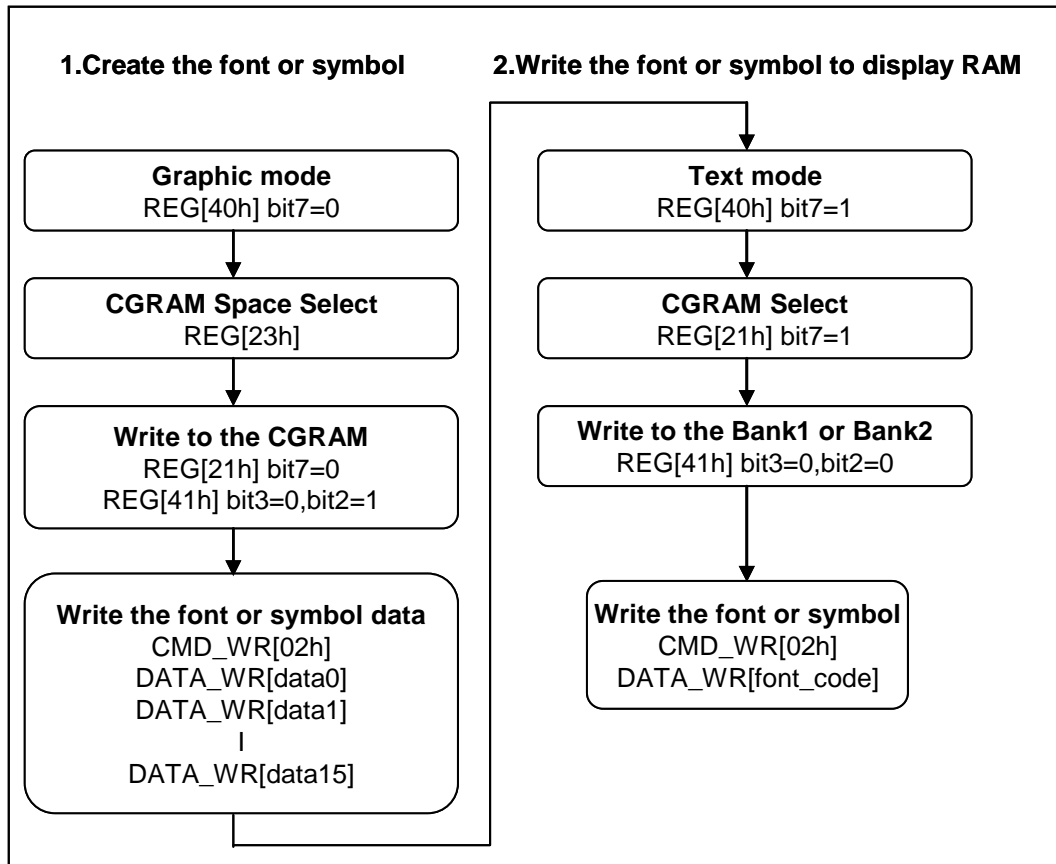 1.Create the font or symbol
Graphic mode
REG[40h] bit7=0
CGRAM Space Select
REG[23h]
Write to the CGRAM
REG[21h] bit7=0
REG[41h] bit3=0,bit2=1
Write the font or symbol data
CMD_WR[02h]
DATA_WR[data0]
DATA_WR[data1]
|
DATA_WR[data15]
2.Write the font or symbol to display RAM
Text mode
REG[40h] bit7=1
CGRAM Select
REG[21h] bit7=1
Write to the Bank1 or Bank2
REG[41h] bit3=0,bit2=0
Write the font or symbol
CMD_WR[02h]
DATA_WR[font_code]